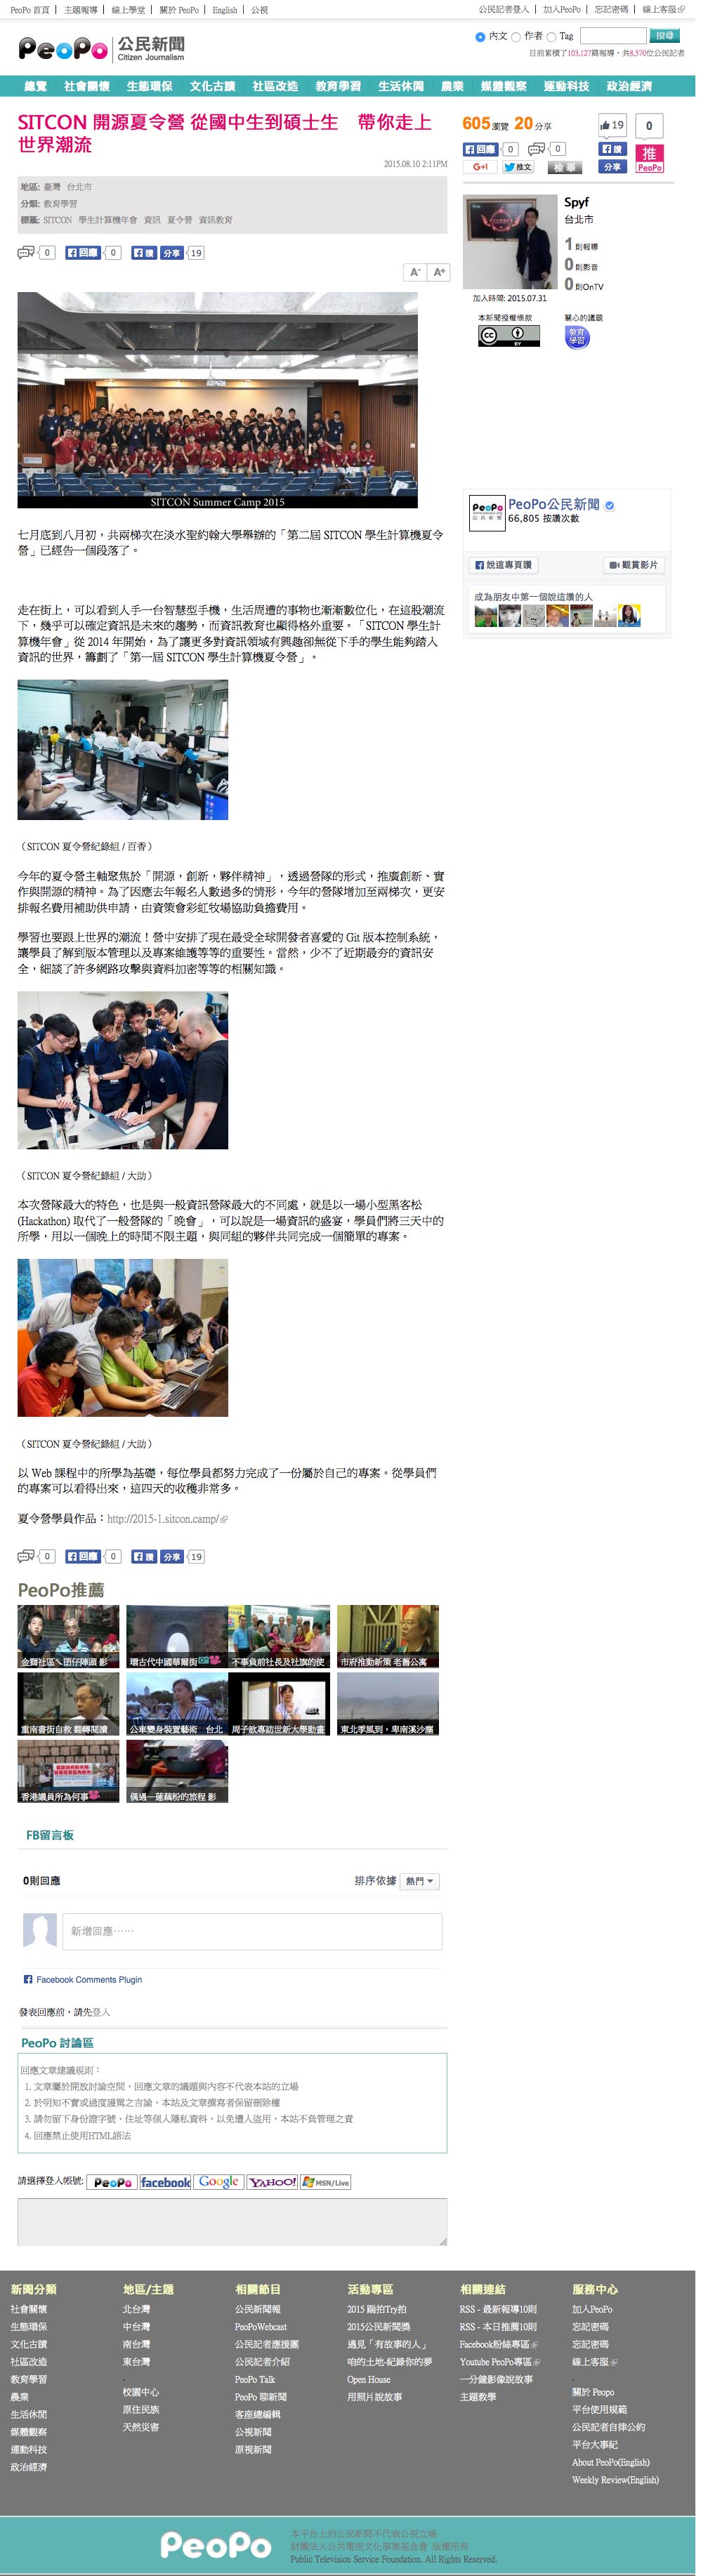 PeoPo 首頁 | 主題報導 | 線上學堂 | 關於 PeoPo | English | 公視
公民記者登入 | 加入PeoPo | 忘記密碼 | 線上客服
PeoPo 公民新聞
Citizen Journalism
內文 作者 Tag 搜尋
目前累積了103,127篇報導，共8,570位公民記者
總覽 社會關懷 生態環保 文化古蹟 社區改造 教育學習 生活休閒 農業 媒體觀察 運動科技 政治經濟
SITCON 開源夏令營 從國中生到碩士生 帶你走上
世界潮流
2015.08.10 2:11PM
地區: 臺灣 台北市
分類: 教育學習
標籤: SITCON 學生計算機年會 資訊 夏令營 資訊教育
0 回應 0 讚 分享 19
A- A+
605瀏覽 20分享
回應 0 0
G+1 推文 檢舉
19 0
讚 推
分享 PeoPo
Spyf
台北市
1 則報導
0 則影音
0 則OnTV
加入時間: 2015.07.31
本新聞授權條款 關心的議題
CC BY
教育
學習
SITCON Summer Camp 2015
PeoPo公民新聞
66,805 按讚次數
說這專頁讚 觀賞影片
成為朋友中第一個說這讚的人
七月底到八月初，共兩梯次在淡水聖約翰大學舉辦的「第二屆 SITCON 學生計算機夏令
營」已經告一個段落了。
走在街上，可以看到人手一台智慧型手機，生活周遭的事物也漸漸數位化，在這股潮流
下，幾乎可以確定資訊是未來的趨勢，而資訊教育也顯得格外重要。「SITCON 學生計
算機年會」從 2014 年開始，為了讓更多對資訊領域有興趣卻無從下手的學生能夠踏入
資訊的世界，籌劃了「第一屆 SITCON 學生計算機夏令營」。
（SITCON 夏令營紀錄組 / 百香）
今年的夏令營主軸聚焦於「開源，創新，夥伴精神」，透過營隊的形式，推廣創新、實
作與開源的精神。為了因應去年報名人數過多的情形，今年的營隊增加至兩梯次，更安
排報名費用補助供申請，由資策會彩虹牧場協助負擔費用。
學習也要跟上世界的潮流！營中安排了現在最受全球開發者喜愛的 Git 版本控制系統，
讓學員了解到版本管理以及專案維護等等的重要性。當然，少不了近期最夯的資訊安
全，細談了許多網路攻擊與資料加密等等的相關知識。
（SITCON 夏令營紀錄組 / 大助）
本次營隊最大的特色，也是與一般資訊營隊最大的不同處，就是以一場小型黑客松
(Hackathon) 取代了一般營隊的「晚會」，可以說是一場資訊的盛宴，學員們將三天中的
所學，用以一個晚上的時間不限主題，與同組的夥伴共同完成一個簡單的專案。
（SITCON 夏令營紀錄組 / 大助）
以 Web 課程中的所學為基礎，每位學員都努力完成了一份屬於自己的專案。從學員們
的專案可以看得出來，這四天的收穫非常多。
夏令營學員作品：http://2015-1.sitcon.camp/
0 回應 0 讚 分享 19
PeoPo推薦
金獅社區 囝仔陣頭 影
環古代中國華爾街
不辜負前社長及社旗的使
市府推動新策 老舊公寓
重南書街自救 翻轉閱讀
公車變身裝置藝術 台北
周子飲專訪世新大學動畫
東北季風到，卑南溪沙塵
香港議員所為何事
偶遇－蓮藕粉的旅程 影
FB留言板
0則回應
排序依據 熱門
新增回應……
Facebook Comments Plugin
發表回應前，請先登入
PeoPo 討論區
回應文章建議規則：
1. 文章屬於開放討論空間，回應文章的議題與內容不代表本站的立場
2. 於明知不實或過度謾罵之言論，本站及文章撰寫者保留刪除權
3. 請勿留下身份證字號、住址等個人隱私資料，以免遭人盜用，本站不負管理之責
4. 回應禁止使用HTML語法
請選擇登入帳號: PeoPo facebook Google YAHOO! MSN/Live
新聞分類 地區/主題 相關節目 活動專區 相關連結 服務中心
社會關懷 北台灣 公民新聞報 2015 蹦拍Try拍 RSS - 最新報導10則 加入PeoPo
生態環保 中台灣 PeoPoWebcast 2015公民新聞獎 RSS - 本日推薦10則 忘記密碼
文化古蹟 南台灣 公民記者應援團 遇見「有故事的人」 Facebook粉絲專區 忘記密碼
社區改造 東台灣 公民記者介紹 咱的土地-紀錄你的夢 Youtube PeoPo專區 線上客服
教育學習 PeoPo Talk Open House 一分鐘影像說故事
農業 校園中心 PeoPo 聊新聞 用照片說故事 主題教學 關於 Peopo
生活休閒 原住民族 客座總編輯 平台使用規範
媒體觀察 天然災害 公視新聞 公民記者自律公約
運動科技 原視新聞 平台大事紀
政治經濟 About PeoPo(English)
Weekly Review(English)
PeoPo
本平台上的公民新聞不代表公視立場
財團法人公共電視文化事業基金會 版權所有
Public Television Service Foundation. All Rights Reserved.